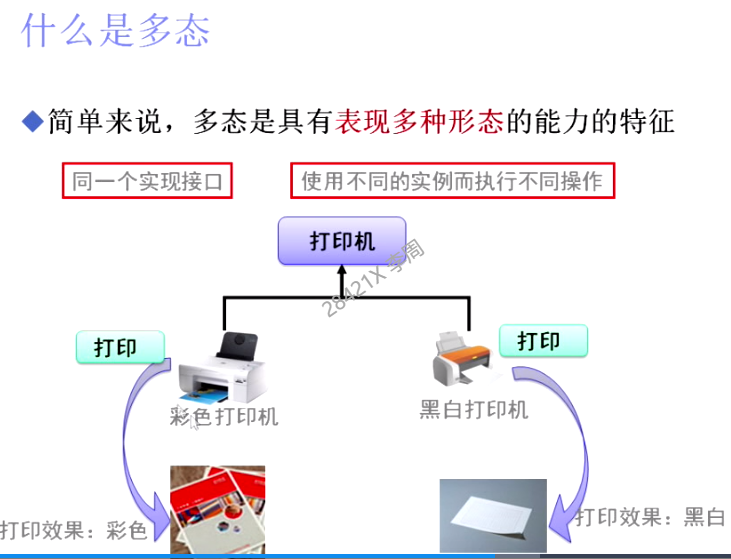 什么是多态
简单来说，多态是具有表现多种形态的能力的特征
同一个实现接口
使用不同的实例而执行不同操作
打印机
28421X 李周
打印
打印
彩色打印机
黑白打印机
打印效果：彩色
打印效果：黑白